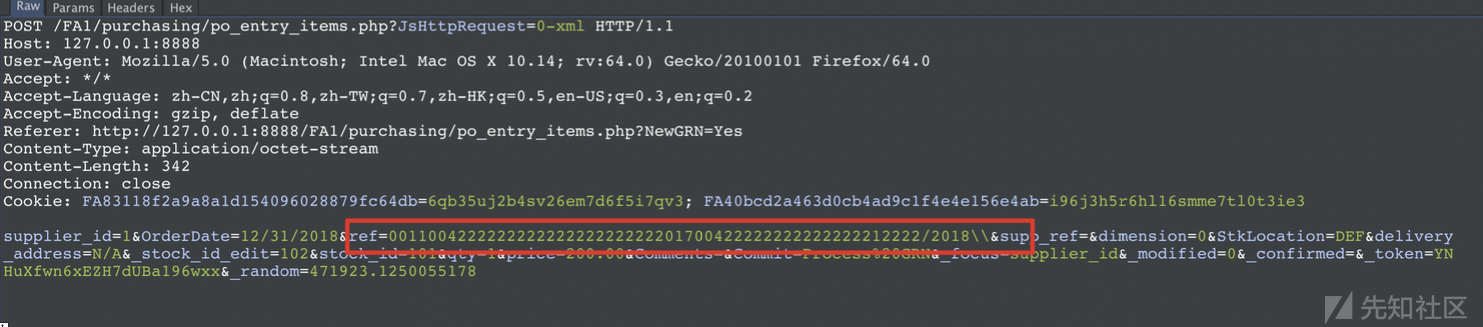 Raw Params Headers Hex
POST /FA1/purchasing/po_entry_items.php?JsHttpRequest=0-xml HTTP/1.1
Host: 127.0.0.1:8888
User-Agent: Mozilla/5.0 (Macintosh; Intel Mac OS X 10.14; rv:64.0) Gecko/20100101 Firefox/64.0
Accept: */*
Accept-Language: zh-CN,zh;q=0.8,zh-TW;q=0.7,zh-HK;q=0.5,en-US;q=0.3,en;q=0.2
Accept-Encoding: gzip, deflate
Referer: http://127.0.0.1:8888/FA1/purchasing/po_entry_items.php?NewGRN=Yes
Content-Type: application/octet-stream
Content-Length: 342
Connection: close
Cookie: FA83118f2a9a8a1d154096028879fc64db=6qb35uj2b4sv26em7d6f5i7qv3; FA40bcd2a463d0cb4ad9c1f4e4e156e4ab=i96j3h5r6hl16smme7tl0t3ie3
supplier_id=1&OrderDate=12/31/2018&ref=0011004222222222222222222222201700422222222222222212222/2018\\&supp_ref=&dimension=0&StkLocation=DEF&delivery
_address=N/A&_stock_id_edit=102&stock_id=101&qty=1&price=200.00&Comments=&Commit=Process%20GRN&_focus=supplier_id&_modified=0&_confirmed=&_token=YN
HuXfwn6xEZH7dUBal96wxx&_random=471923.1250055178
先知社区